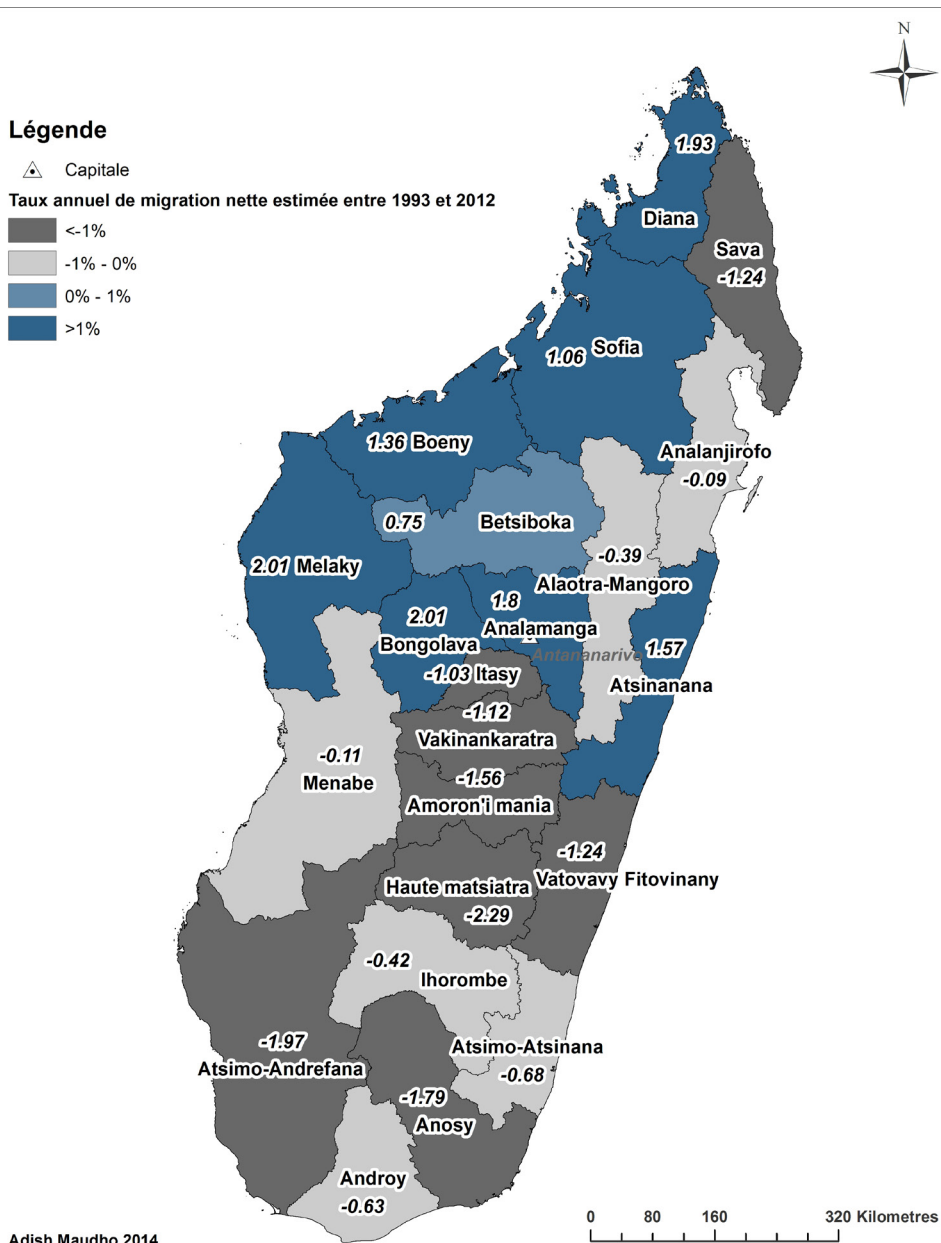 N
Légende
Capitale
Taux annuel de migration nette estimée entre 1993 et 2012
<-1%
-1% - 0%
0% - 1%
>1%
1.93
Diana
Sava
-1.24
1.06 Sofia
1.36 Boeny
Analanjirofo
-0.09
0.75 Betsiboka
-0.39
Alaotra-Mangoro
2.01 Melaky
1.8
Analamanga
Antananarivo
2.01
Bongolava
1.57
Atsinanana
-1.03 Itasy
-1.12
Vakinankaratra
-0.11
Menabe
-1.56
Amoron'i mania
-1.24
Vatovavy Fitovinany
Haute matsiatra
-2.29
-0.42
Ihorombe
Atsimo-Atsinana
-0.68
-1.97
Atsimo-Andrefana
-1.79
Anosy
Androy
-0.63
0 80 160 320 Kilometres
Adish Maudho 2014